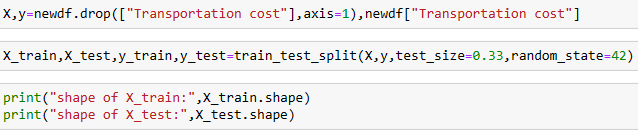 X,y=newdf.drop(["Transportation cost"],axis=1),newdf["Transportation cost"]
X_train,X_test,y_train,y_test=train_test_split(X,y,test_size=0.33,random_state=42)
print("shape of X_train:",X_train.shape)
print("shape of X_test:",X_test.shape)